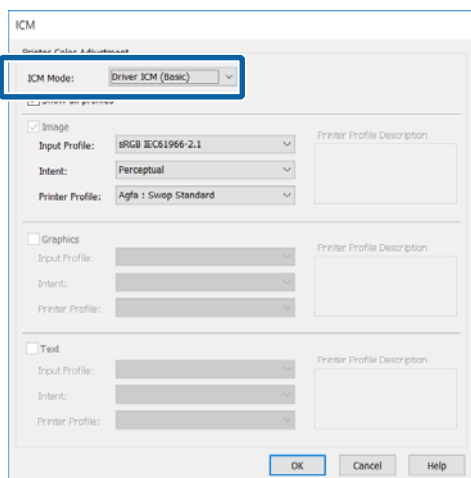 ICM
Printer Color Adjustment
ICM Mode: Driver ICM (Basic)
Show all profiles
Image
Input Profile: sRGB IEC61966-2.1
Printer Profile Description
Intent: Perceptual
Printer Profile: Agfa : Swop Standard
Graphics
Input Profile:
Printer Profile Description
Intent:
Printer Profile:
Text
Input Profile:
Printer Profile Description
Intent:
Printer Profile:
OK Cancel Help